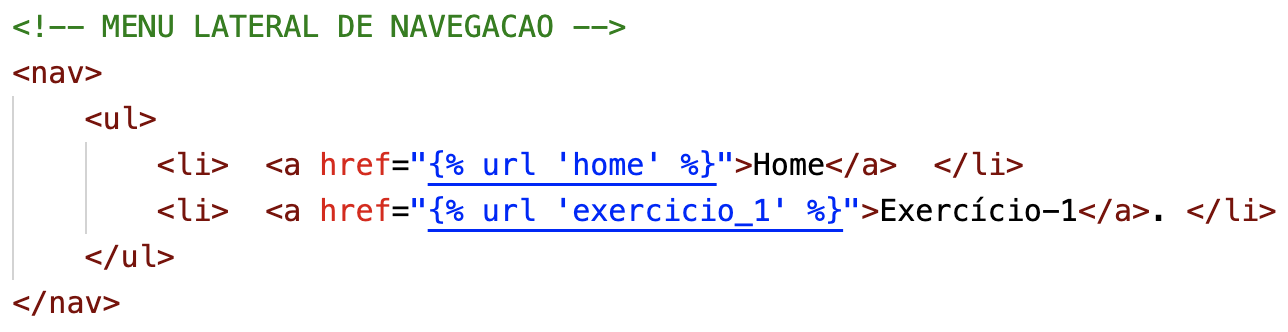 <!-- MENU LATERAL DE NAVEGACAO -->
<nav>
    <ul>
        <li>  <a href="{% url 'home' %}">Home</a>  </li>
        <li>  <a href="{% url 'exercicio_1' %}">Exercício-1</a>. </li>
    </ul>
</nav>